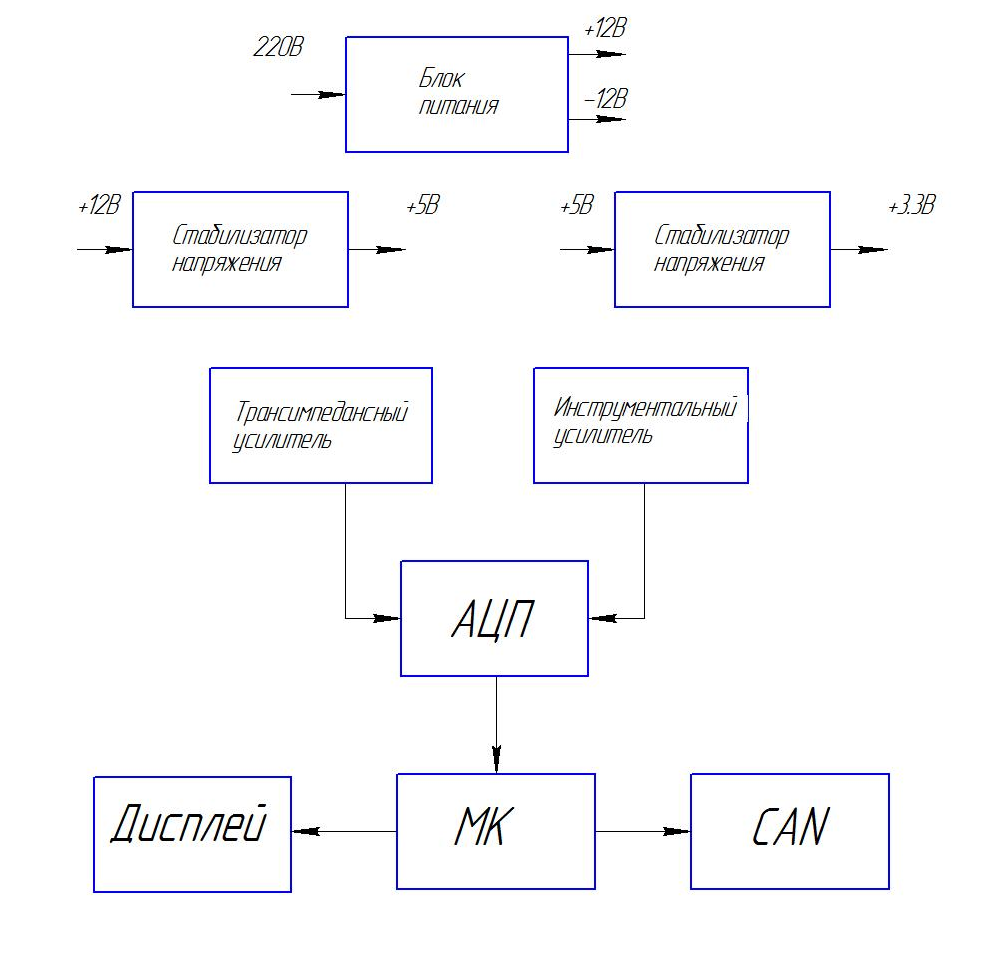 220В
+12В
Блок
питания
-12В
+12В
Стабилизатор
напряжения
+5В
+5В
Стабилизатор
напряжения
+3.3В
Трансимпедансный
усилитель
Инструментальный
усилитель
АЦП
Дисплей
МК
CAN